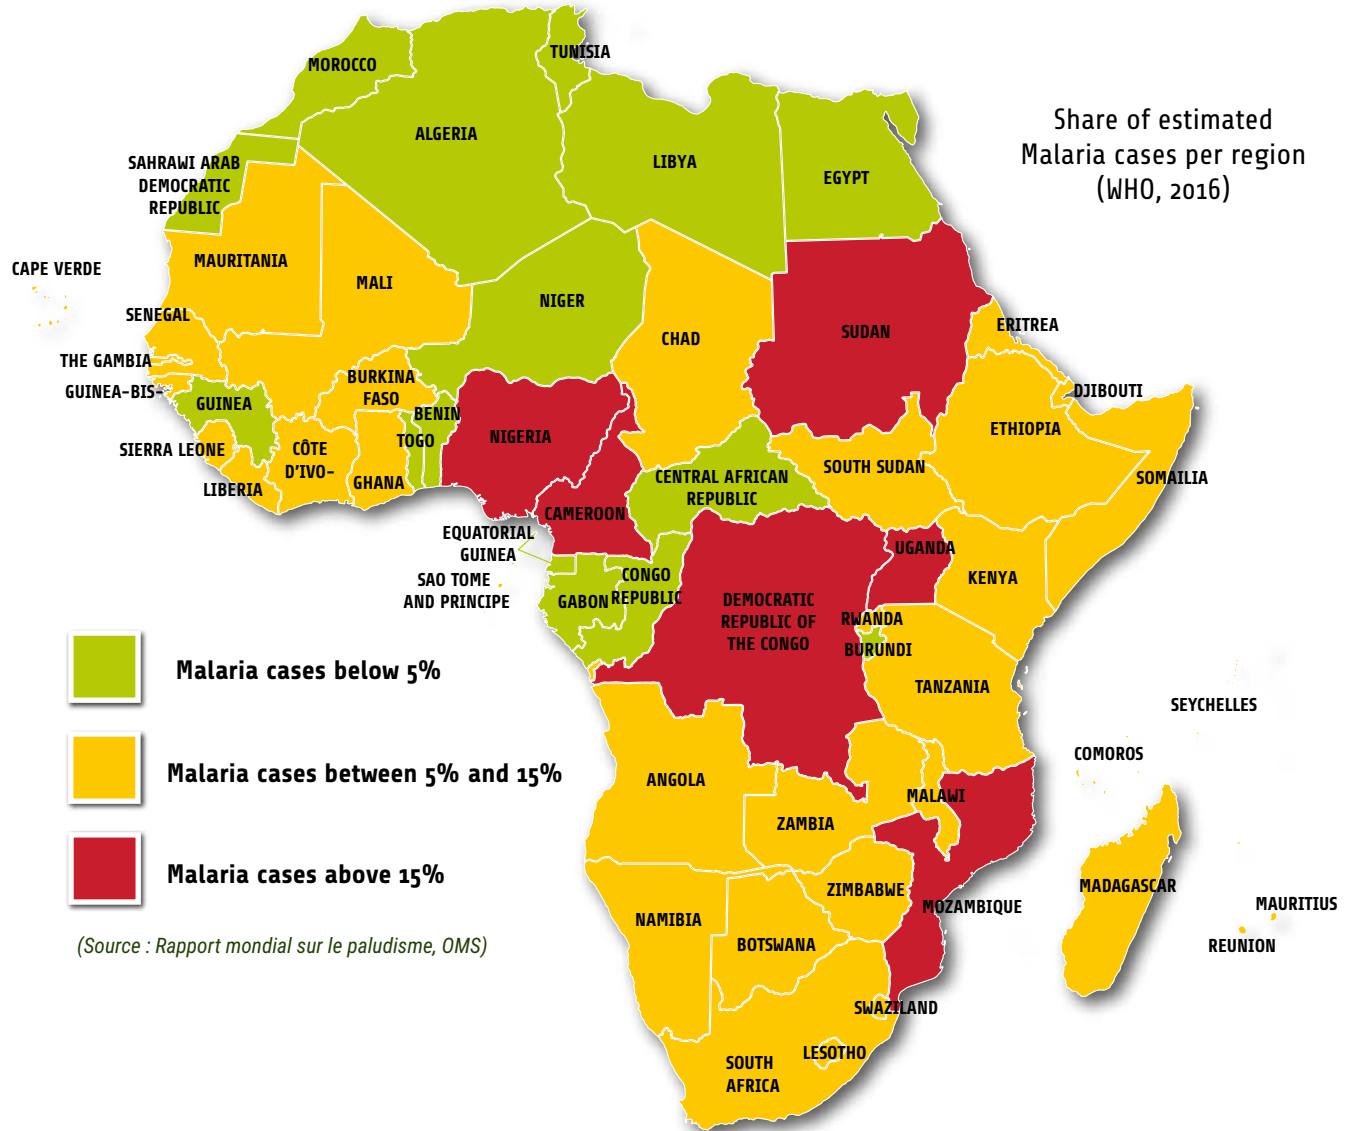 Share of estimated
Malaria cases per region
(WHO, 2016)
TUNISIA
MOROCCO
ALGERIA
LIBYA
EGYPT
SAHRAWI ARAB
DEMOCRATIC
REPUBLIC
CAPE VERDE
MAURITANIA
MALI
NIGER
CHAD
SUDAN
ERITREA
SENEGAL
THE GAMBIA
GUINEA-BIS-
GUINEA
BURKINA
FASO
BENIN
TOGO
NIGERIA
DJIBOUTI
ETHIOPIA
SOMAILIA
SIERRA LEONE
LIBERIA
CÔTE
D'IVO-
GHANA
CENTRAL AFRICAN
REPUBLIC
SOUTH SUDAN
CAMEROON
EQUATORIAL
GUINEA
SAO TOME
AND PRINCIPE
GABON
CONGO
REPUBLIC
DEMOCRATIC
REPUBLIC OF
THE CONGO
UGANDA
KENYA
RWANDA
BURUNDI
TANZANIA
SEYCHELLES
COMOROS
ANGOLA
ZAMBIA
MALAWI
MOZAMBIQUE
ZIMBABWE
NAMIBIA
BOTSWANA
MADAGASCAR
MAURITIUS
REUNION
SWAZILAND
LESOTHO
SOUTH
AFRICA
Malaria cases below 5%
Malaria cases between 5% and 15%
Malaria cases above 15%
(Source : Rapport mondial sur le paludisme, OMS)